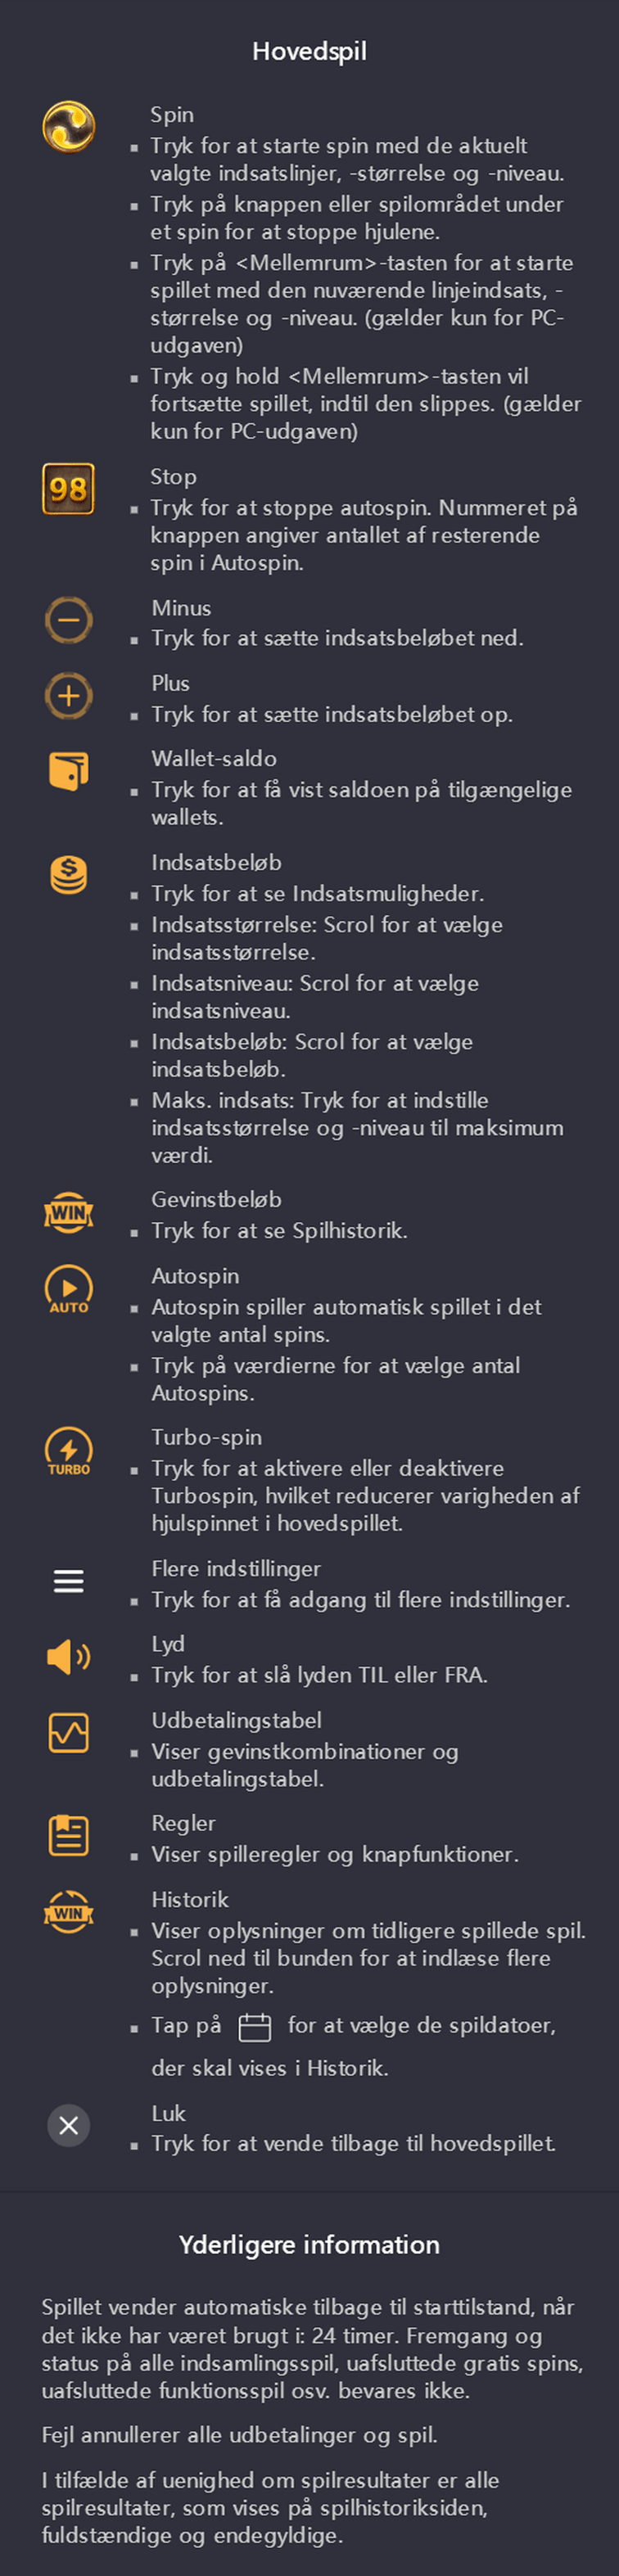 Hovedspil
Spin
▪ Tryk for at starte spin med de aktuelt
valgte indsatslinjer, -størrelse og -niveau.
▪ Tryk på knappen eller spilområdet under
et spin for at stoppe hjulene.
▪ Tryk på <Mellemrum>-tasten for at starte
spillet med den nuværende linjeindsats, -
størrelse og -niveau. (gælder kun for PC-
udgaven)
▪ Tryk og hold <Mellemrum>-tasten vil
fortsætte spillet, indtil den slippes. (gælder
kun for PC-udgaven)
98
Stop
▪ Tryk for at stoppe autospin. Nummeret på
knappen angiver antallet af resterende
spin i Autospin.
Minus
▪ Tryk for at sætte indsatsbeløbet ned.
Plus
▪ Tryk for at sætte indsatsbeløbet op.
Wallet-saldo
▪ Tryk for at få vist saldoen på tilgængelige
wallets.
Indsatsbeløb
▪ Tryk for at se Indsatsmuligheder.
▪ Indsatsstørrelse: Scrol for at vælge
indsatsstørrelse.
▪ Indsatsniveau: Scrol for at vælge
indsatsniveau.
▪ Indsatsbeløb: Scrol for at vælge
indsatsbeløb.
▪ Maks. indsats: Tryk for at indstille
indsatsstørrelse og -niveau til maksimum
værdi.
WIN
Gevinstbeløb
▪ Tryk for at se Spilhistorik.
AUTO
Autospin
▪ Autospin spiller automatisk spillet i det
valgte antal spins.
▪ Tryk på værdierne for at vælge antal
Autospins.
TURBO
Turbo-spin
▪ Tryk for at aktivere eller deaktivere
Turbospin, hvilket reducerer varigheden af
hjulspinnet i hovedspillet.
Flere indstillinger
▪ Tryk for at få adgang til flere indstillinger.
Lyd
▪ Tryk for at slå lyden TIL eller FRA.
Udbetalingstabel
▪ Viser gevinstkombinationer og
udbetalingstabel.
Regler
▪ Viser spilleregler og knapfunktioner.
WIN
Historik
▪ Viser oplysninger om tidligere spillede spil.
Scrol ned til bunden for at indlæse flere
oplysninger.
▪ Tap på for at vælge de spildatoer,
der skal vises i Historik.
Luk
▪ Tryk for at vende tilbage til hovedspillet.
Yderligere information
Spillet vender automatiske tilbage til starttilstand, når
det ikke har været brugt i: 24 timer. Fremgang og
status på alle indsamlingsspil, uafsluttede gratis spins,
uafsluttede funktionsspil osv. bevares ikke.
Fejl annullerer alle udbetalinger og spil.
I tilfælde af uenighed om spilresultater er alle
spilresultater, som vises på spilhistoriksiden,
fuldstændige og endegyldige.